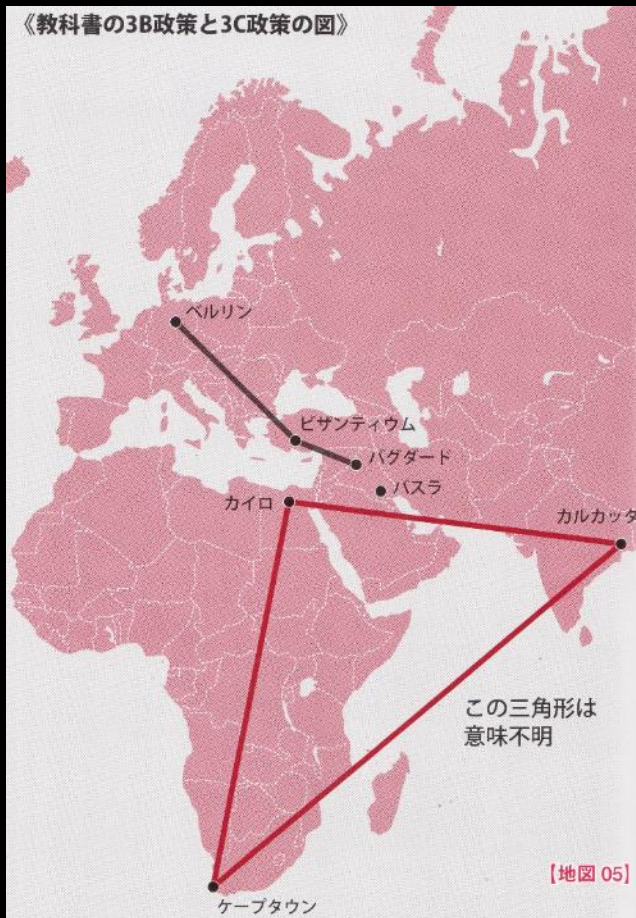 《教科書の3B政策と3C政策の図》
ベルリン
ビザンティウム
バグダード
バスラ
カイロ
カルカッタ
この三角形は
意味不明
【地図 05】
ケープタウン